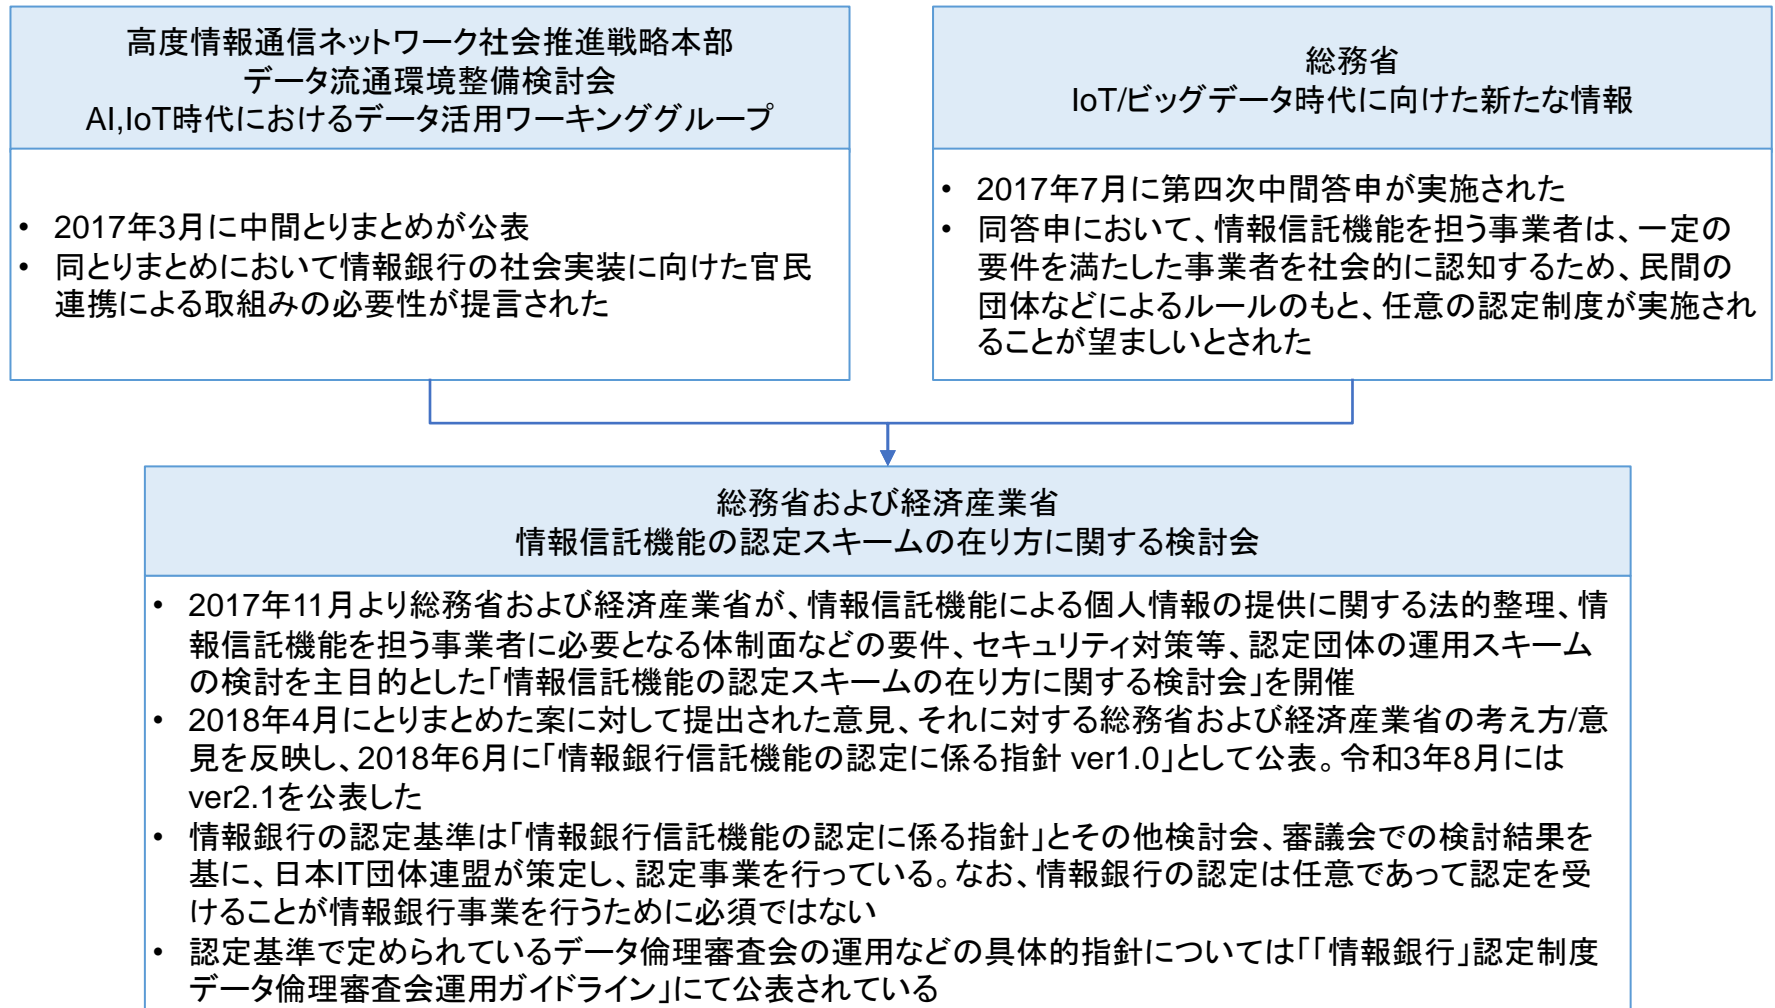 高度情報通信ネットワーク社会推進戦略本部
データ流通環境整備検討会
AI,IoT時代におけるデータ活用ワーキンググループ
• 2017年3月に中間とりまとめが公表
• 同とりまとめにおいて情報銀行の社会実装に向けた官民
連携による取組みの必要性が提言された
総務省
IoT/ビッグデータ時代に向けた新たな情報
• 2017年7月に第四次中間答申が実施された
• 同答申において、情報信託機能を担う事業者は、一定の
要件を満たした事業者を社会的に認知するため、民間の
団体などによるルールのもと、任意の認定制度が実施され
ることが望ましいとされた
総務省および経済産業省
情報信託機能の認定スキームの在り方に関する検討会
• 2017年11月より総務省および経済産業省が、情報信託機能による個人情報の提供に関する法的整理、情
報信託機能を担う事業者に必要となる体制面などの要件、セキュリティ対策等、認定団体の運用スキーム
の検討を主目的とした「情報信託機能の認定スキームの在り方に関する検討会」を開催
• 2018年4月にとりまとめた案に対して提出された意見、それに対する総務省および経済産業省の考え方/意
見を反映し、2018年6月に「情報銀行信託機能の認定に係る指針 ver1.0」として公表。令和3年8月には
ver2.1を公表した
• 情報銀行の認定基準は「情報銀行信託機能の認定に係る指針」とその他検討会、審議会での検討結果を
基に、日本IT団体連盟が策定し、認定事業を行っている。なお、情報銀行の認定は任意であって認定を受
けることが情報銀行事業を行うために必須ではない
• 認定基準で定められているデータ倫理審査会の運用などの具体的指針については「「情報銀行」認定制度
データ倫理審査会運用ガイドライン」にて公表されている